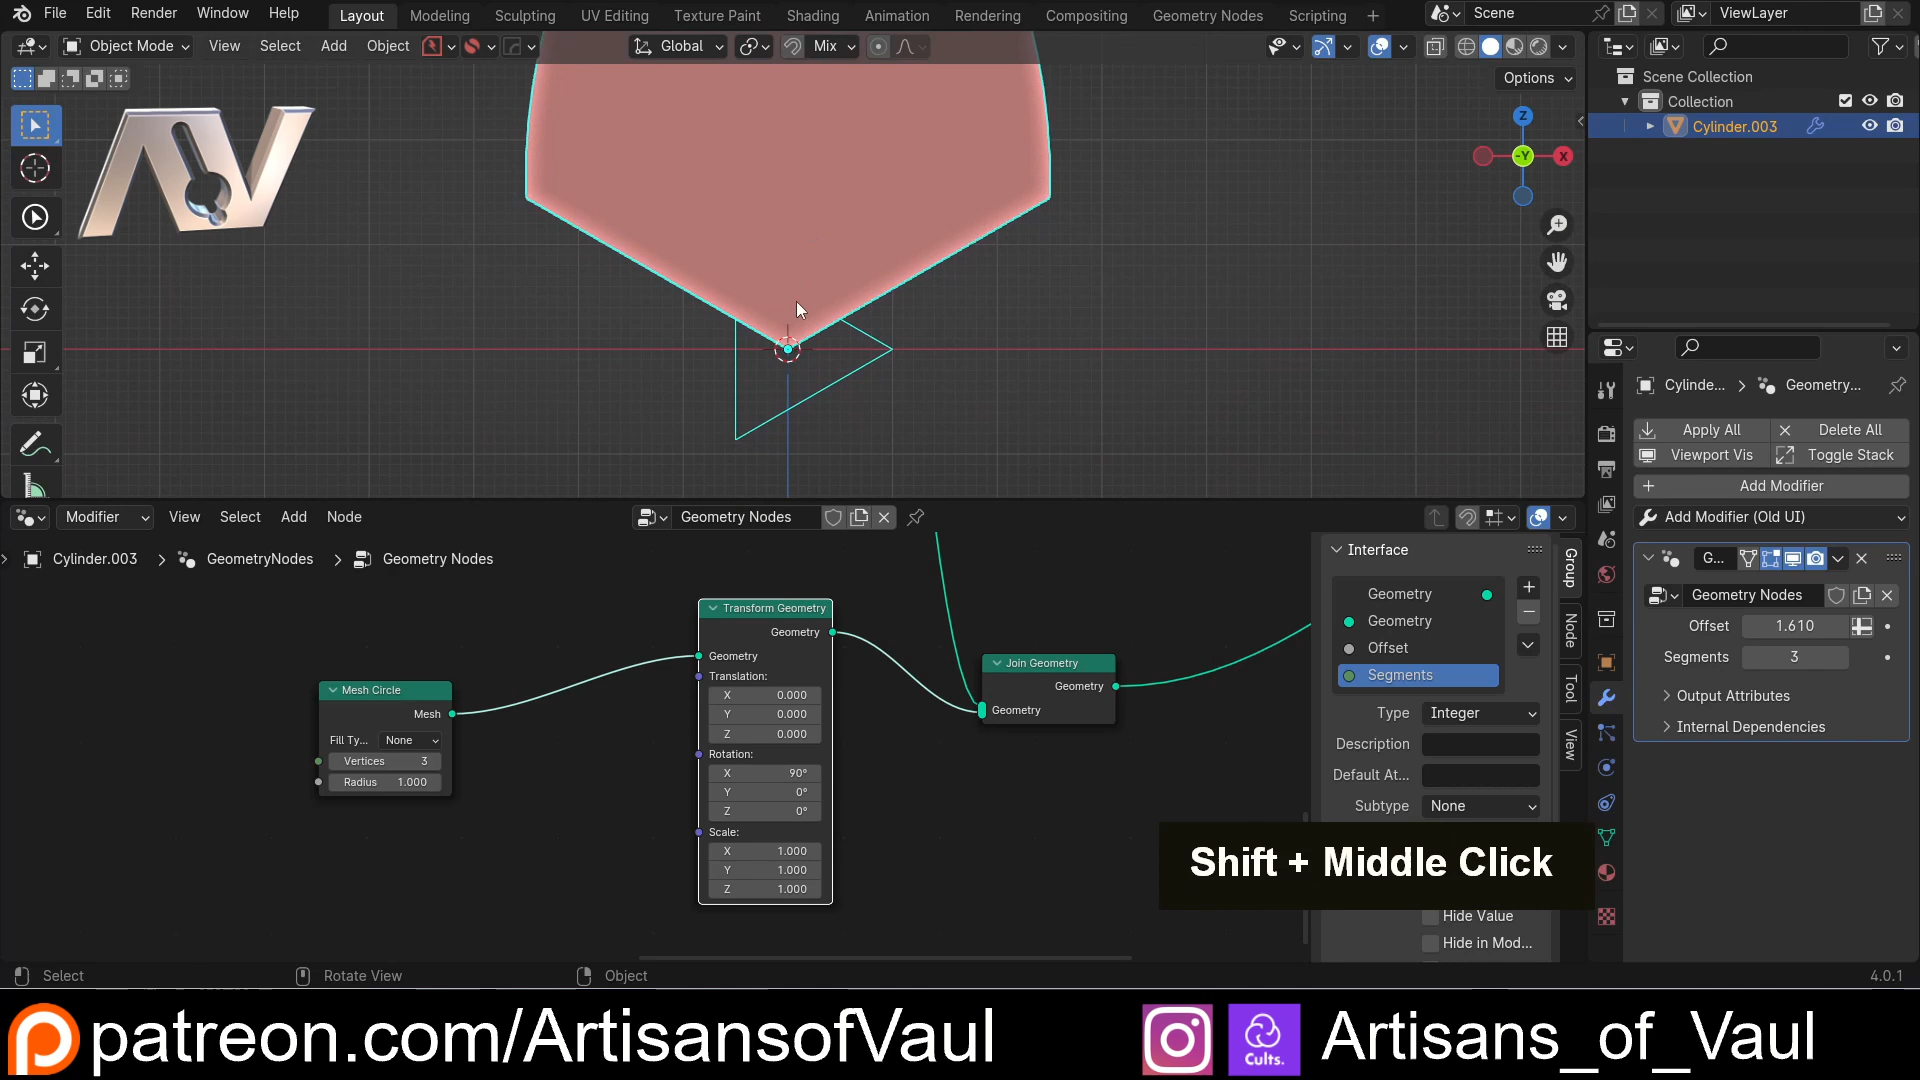 File Edit Render Window Help Layout Modeling Sculpting UV Editing Texture Paint Shading Animation Rendering Compositing Geometry Nodes Scripting + Scene ViewLayer
Object Mode View Select Add Object Global Mix
Options
Scene Collection
Collection
Cylinder.003
Z
-Y X
AV
Cylinde... > Geometry...
Apply All Delete All
Viewport Vis Toggle Stack
Add Modifier
Add Modifier (Old UI)
G...
Geometry Nodes
Offset 1.610
Segments 3
Output Attributes
Internal Dependencies
Modifier View Select Add Node Geometry Nodes
Cylinder.003 > GeometryNodes > Geometry Nodes
Mesh Circle
Mesh
Fill Ty... None
Vertices 3
Radius 1.000
Transform Geometry
Geometry
Geometry
Translation:
X 0.000
Y 0.000
Z 0.000
Rotation:
X 90°
Y 0°
Z 0°
Scale:
X 1.000
Y 1.000
Z 1.000
Join Geometry
Geometry
Geometry
Interface
Geometry
Geometry
Offset
Segments
Type Integer
Description
Default At...
Subtype None
Hide Value
Hide in Mod...
Group
Node
Tool
View
Shift + Middle Click
Select Rotate View Object 4.0.1
patreon.com/ArtisansofVaul Cults. Artisans_of_Vaul